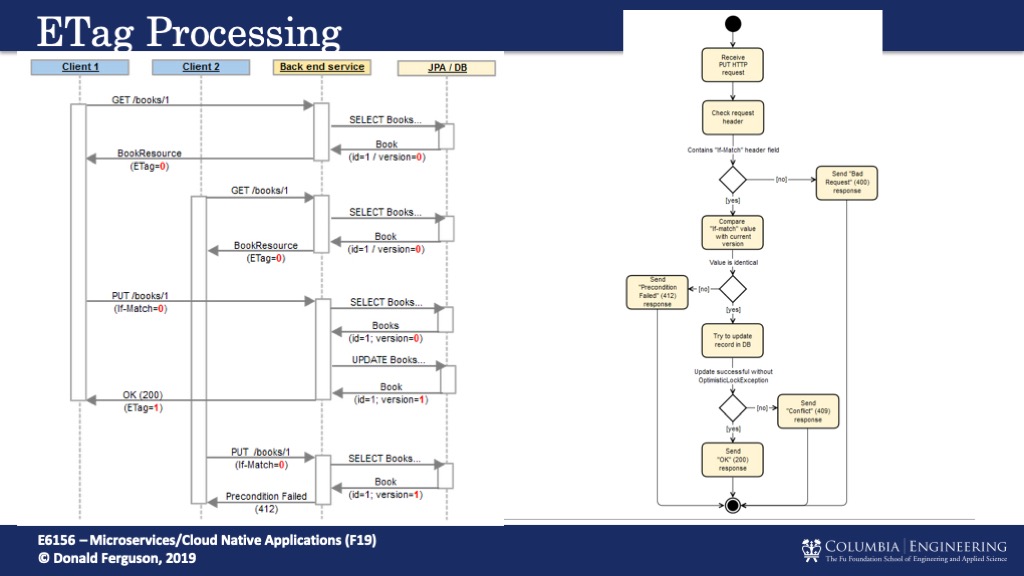 ETag Processing
Client 1
Client 2
Back end service
JPA / DB
GET /books/1
SELECT Books...
Book
(id=1 / version=0)
BookResource
(ETag=0)
GET /books/1
SELECT Books...
Book
(id=1 / version=0)
BookResource
(ETag=0)
PUT /books/1
(If-Match=0)
SELECT Books...
Books
(id=1; version=0)
UPDATE Books...
Book
(id=1; version=1)
OK (200)
(ETag=1)
PUT /books/1
(If-Match=0)
SELECT Books...
Book
(id=1; version=1)
Precondition Failed
(412)
Receive
PUT HTTP
request
Check request
header
Contains "If-Match" header field
[no]
Send "Bad
Request" (400)
response
[yes]
Compare
"If-match" value
with current
version
Value is identical
[no]
Send
"Precondition
Failed" (412)
response
[yes]
Try to update
record in DB
Update successful without
OptimisticLockException
[no]
Send
"Conflict" (409)
response
[yes]
Send
"OK" (200)
response
E6156 – Microservices/Cloud Native Applications (F19)
© Donald Ferguson, 2019
COLUMBIA | ENGINEERING
The Fu Foundation School of Engineering and Applied Science